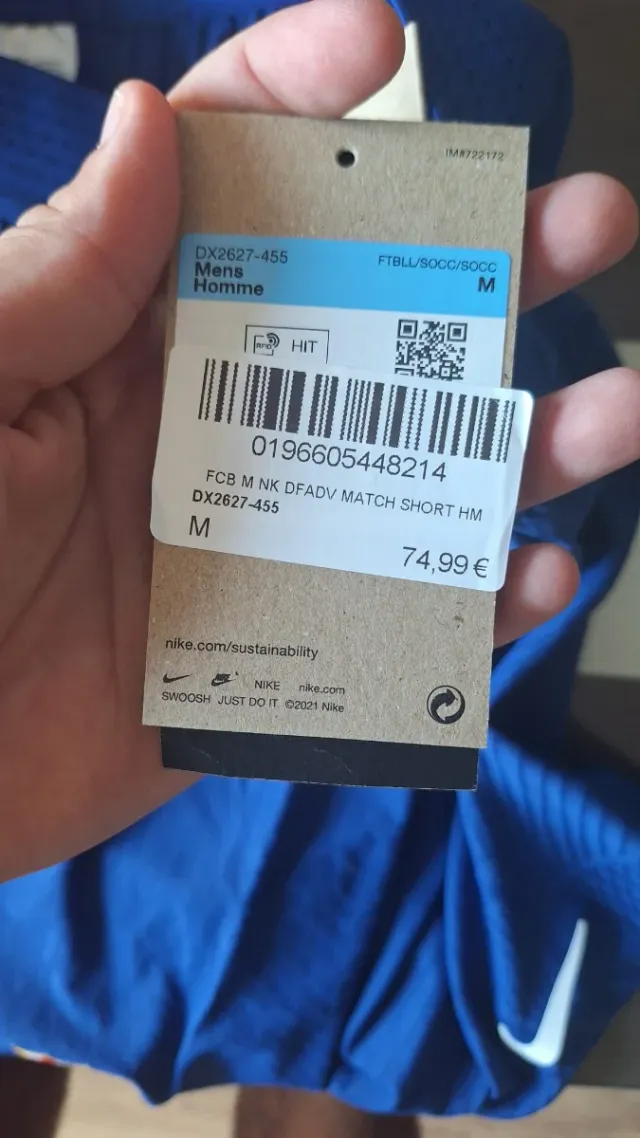 IM#722172
DX2627-455
FTBLL/SOCC/SOCC
Mens
M
Homme
RFID
HIT
0196605448214
FCB M NK DFADV MATCH SHORT HM
DX2627-455
M
74,99€
nike.com/sustainability
NIKE nike.com
SWOOSH JUST DO IT ©2021 Nike